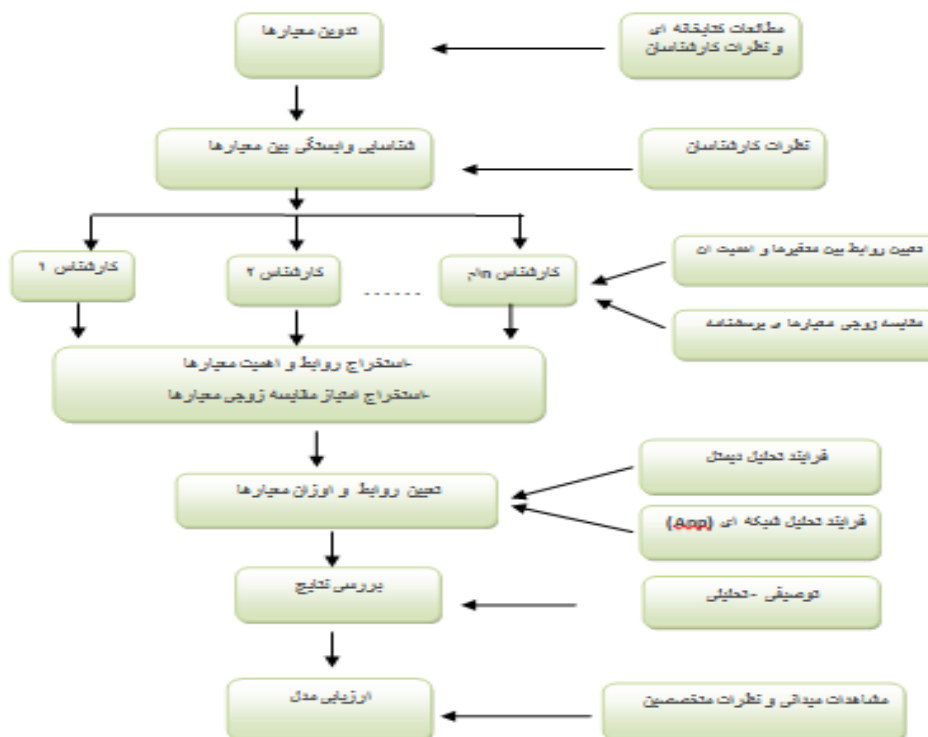 تدوین معیارها
مطالعات کتابخانه ای
و نظرات کارشناسان
شناسایی وابستگی بین معیارها
نظرات کارشناسان
کارشناس ۱
کارشناس ۲
......
کارشناس nام
تعیین روابط بین متغیرها و اهمیت ان
مقایسه زوجی معیارها ی پرسشنامه
-استخراج روابط و اهمیت معیارها
-استخراج امتیاز مقایسه زوجی معیارها
تعیین روابط و اوزان معیارها
فرایند تحلیل دیمتل
فرایند تحلیل شبکه ای (Anp)
بررسی نتایج
توصیفی -تحلیلی
ارزیابی مدل
مشاهدات میدانی و نظرات متخصصین